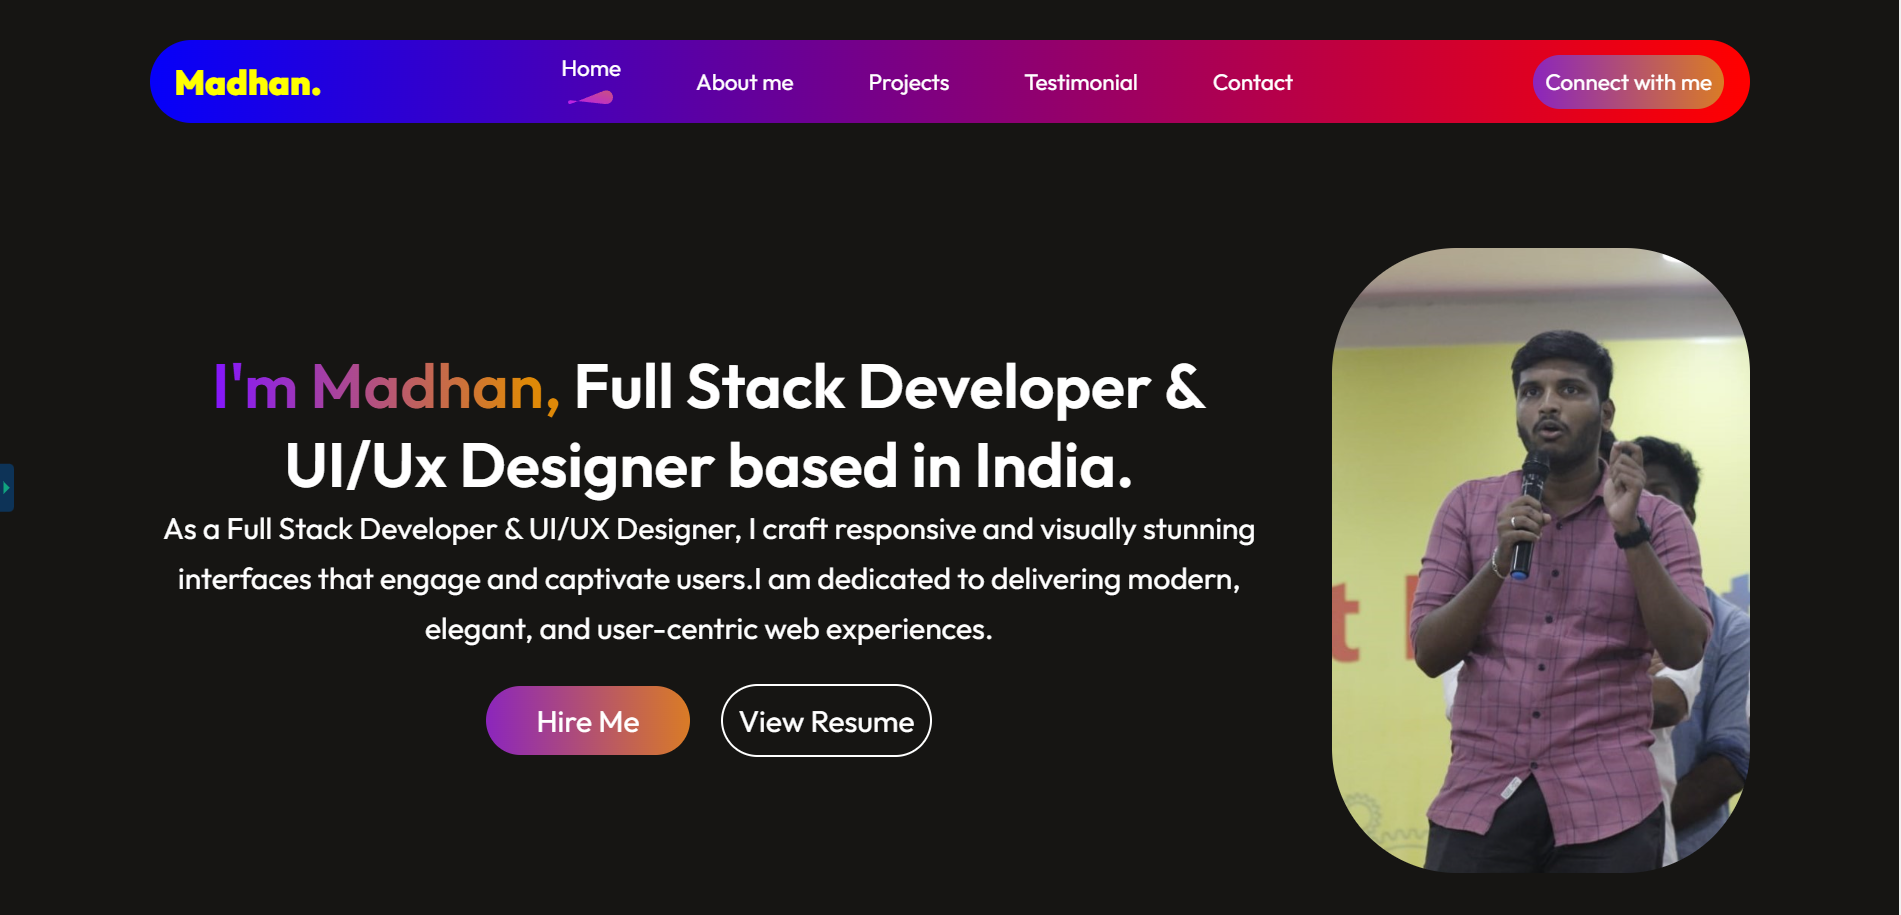 Madhan.
Home
About me
Projects
Testimonial
Contact
Connect with me
I'm Madhan, Full Stack Developer &
UI/Ux Designer based in India.
As a Full Stack Developer & UI/UX Designer, I craft responsive and visually stunning
interfaces that engage and captivate users.I am dedicated to delivering modern,
elegant, and user-centric web experiences.
Hire Me
View Resume